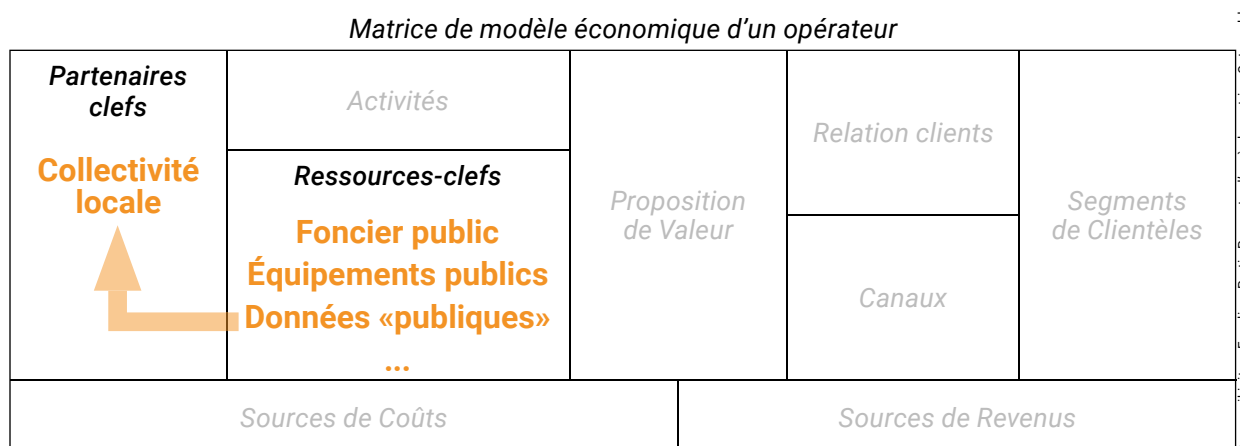 Matrice de modèle économique d’un opérateur
Partenaires
clefs
Collectivité
locale
Activités
Ressources-clefs
Foncier public
Équipements publics
Données «publiques»
...
Proposition
de Valeur
Relation clients
Canaux
Segments
de Clientèles
Sources de Coûts
Sources de Revenus